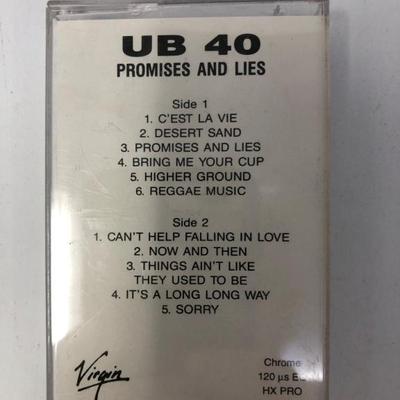 UB 40
PROMISES AND LIES
Side 1
1. C'EST LA VIE
2. DESERT SAND
3. PROMISES AND LIES
4. BRING ME YOUR CUP
5. HIGHER GROUND
6. REGGAE MUSIC
Side 2
1. CAN'T HELP FALLING IN LOVE
2. NOW AND THEN
3. THINGS AIN'T LIKE
THEY USED TO BE
4. IT'S A LONG LONG WAY
5. SORRY
Virgin
Chrome
120 µs EQ
HX PRO